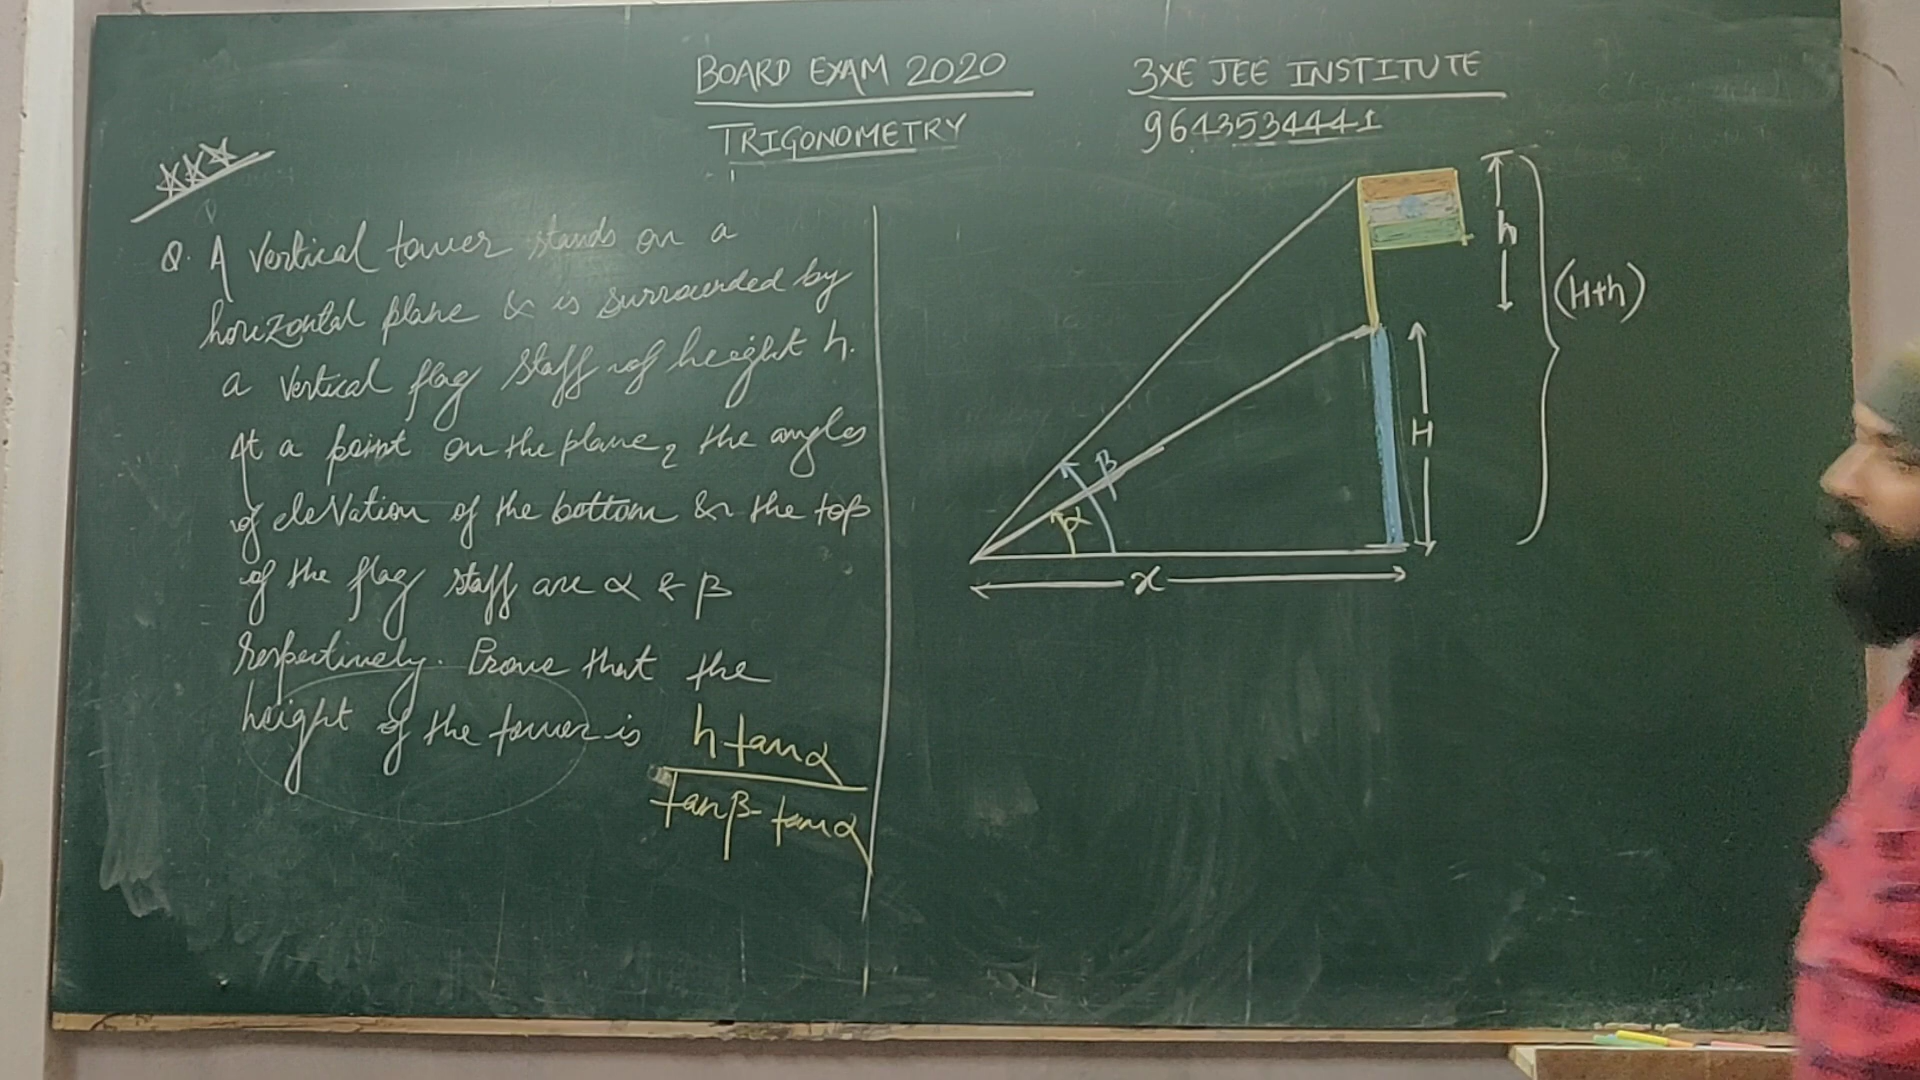 BOARD EXAM 2020
TRIGONOMETRY
3XE JEE INSTITUTE
9643534441
Q. A vertical tower stands on a
horizontal plane & is surrounded by
a vertical flag staff of height h.
At a point on the plane, the angles
of elevation of the bottom & the top
of the flag staff are α & β
respectively. Prove that the
height of the tower is h tanα
tanβ - tanα
h
(H+h)
H
β
α
x